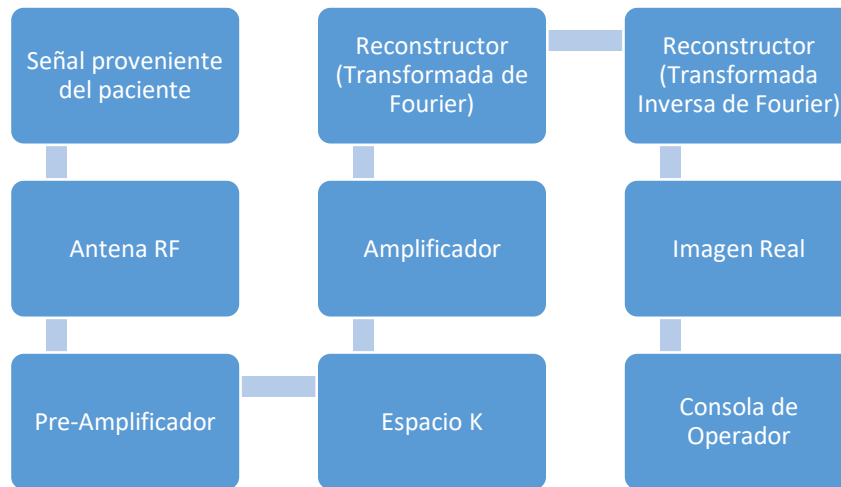 Señal proveniente
del paciente
Antena RF
Pre-Amplificador
Espacio K
Amplificador
Reconstructor
(Transformada de
Fourier)
Reconstructor
(Transformada
Inversa de Fourier)
Imagen Real
Consola de
Operador